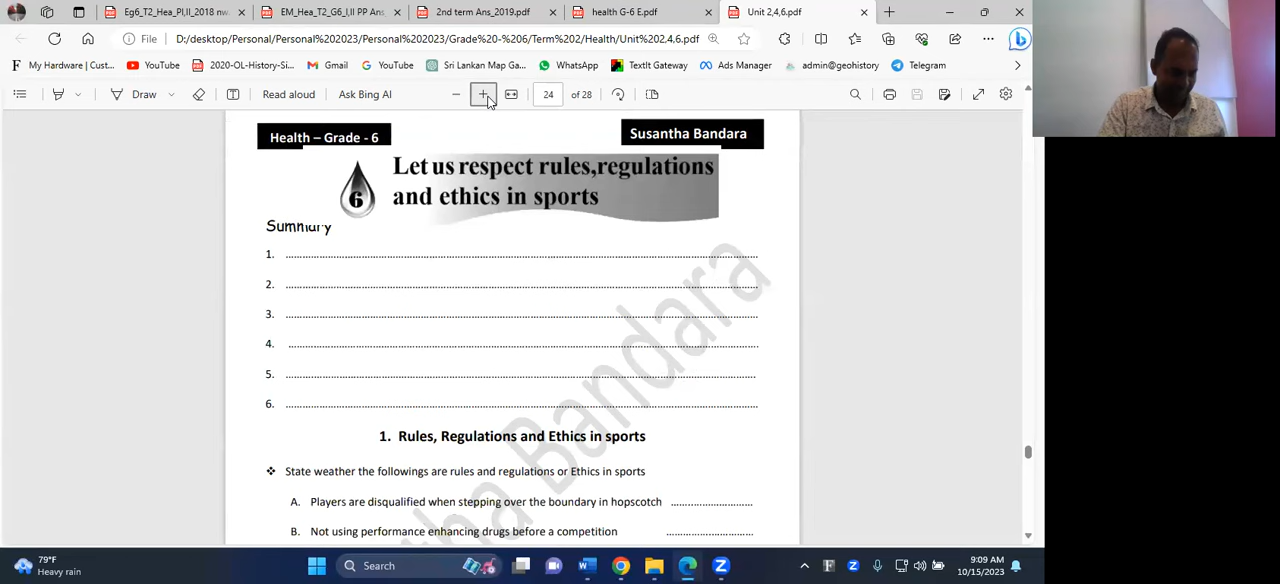 Eg6_T2_Hea_PI,II_2018 nw
EM_Hea_T2_G6_I,II PP Ans
2nd term Ans_2019.pdf
health G-6 E.pdf
Unit 2,4,6.pdf
File
D:/desktop/Personal/Personal%202023/Personal%202023/Grade%20-%206/Term%202/Health/Unit%202,4,6.pdf
My Hardware | Cust...
YouTube
2020-OL-History-Si...
Gmail
YouTube
Sri Lankan Map Ga...
WhatsApp
Textlt Gateway
Ads Manager
admin@geohistory
Telegram
Draw
Read aloud
Ask Bing AI
24
of 28
Health – Grade - 6
Susantha Bandara
6
Let us respect rules,regulations
and ethics in sports
Summary
1. ........................................
2. ........................................
3. ........................................
4. ........................................
5. ........................................
6. ........................................
1. Rules, Regulations and Ethics in sports
❖ State weather the followings are rules and regulations or Ethics in sports
A. Players are disqualified when stepping over the boundary in hopscotch ............................
B. Not using performance enhancing drugs before a competition ..............................
Bandara
79°F
Heavy rain
Search
9:09 AM
10/15/2023